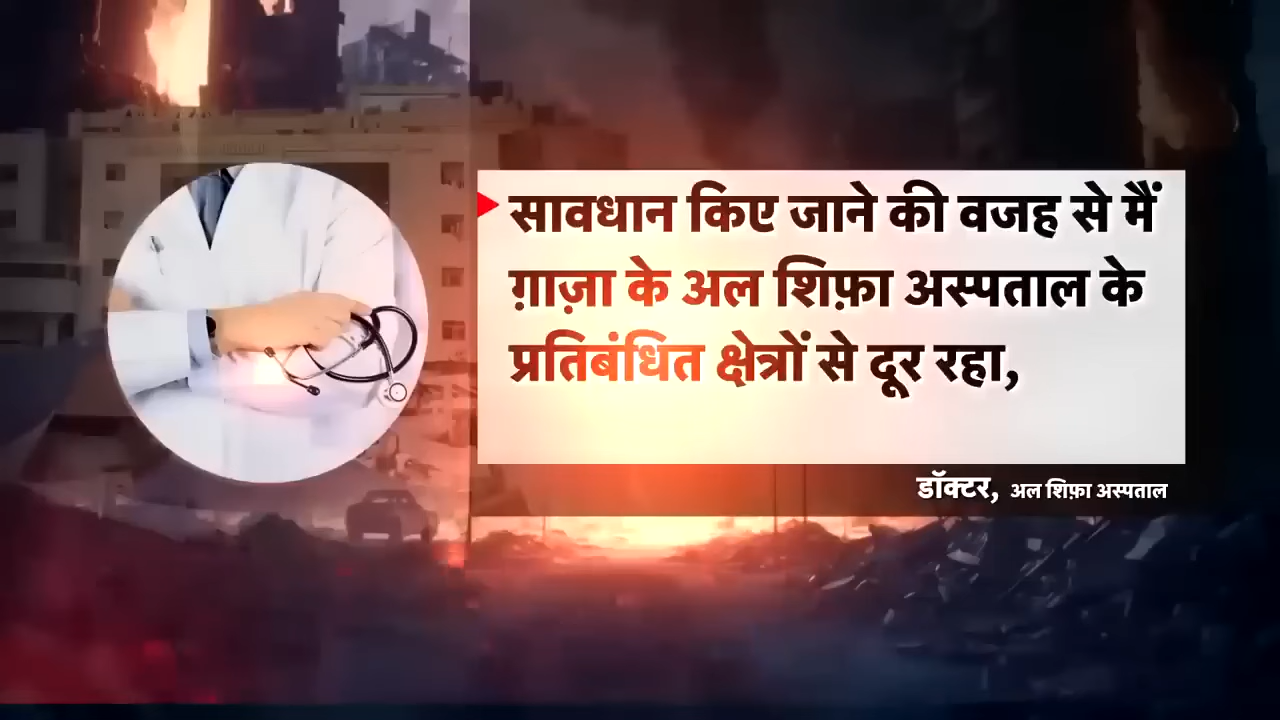 सावधान किए जाने की वजह से मैं
ग़ाज़ा के अल शिफ़ा अस्पताल के
प्रतिबंधित क्षेत्रों से दूर रहा,
डॉक्टर, अल शिफ़ा अस्पताल